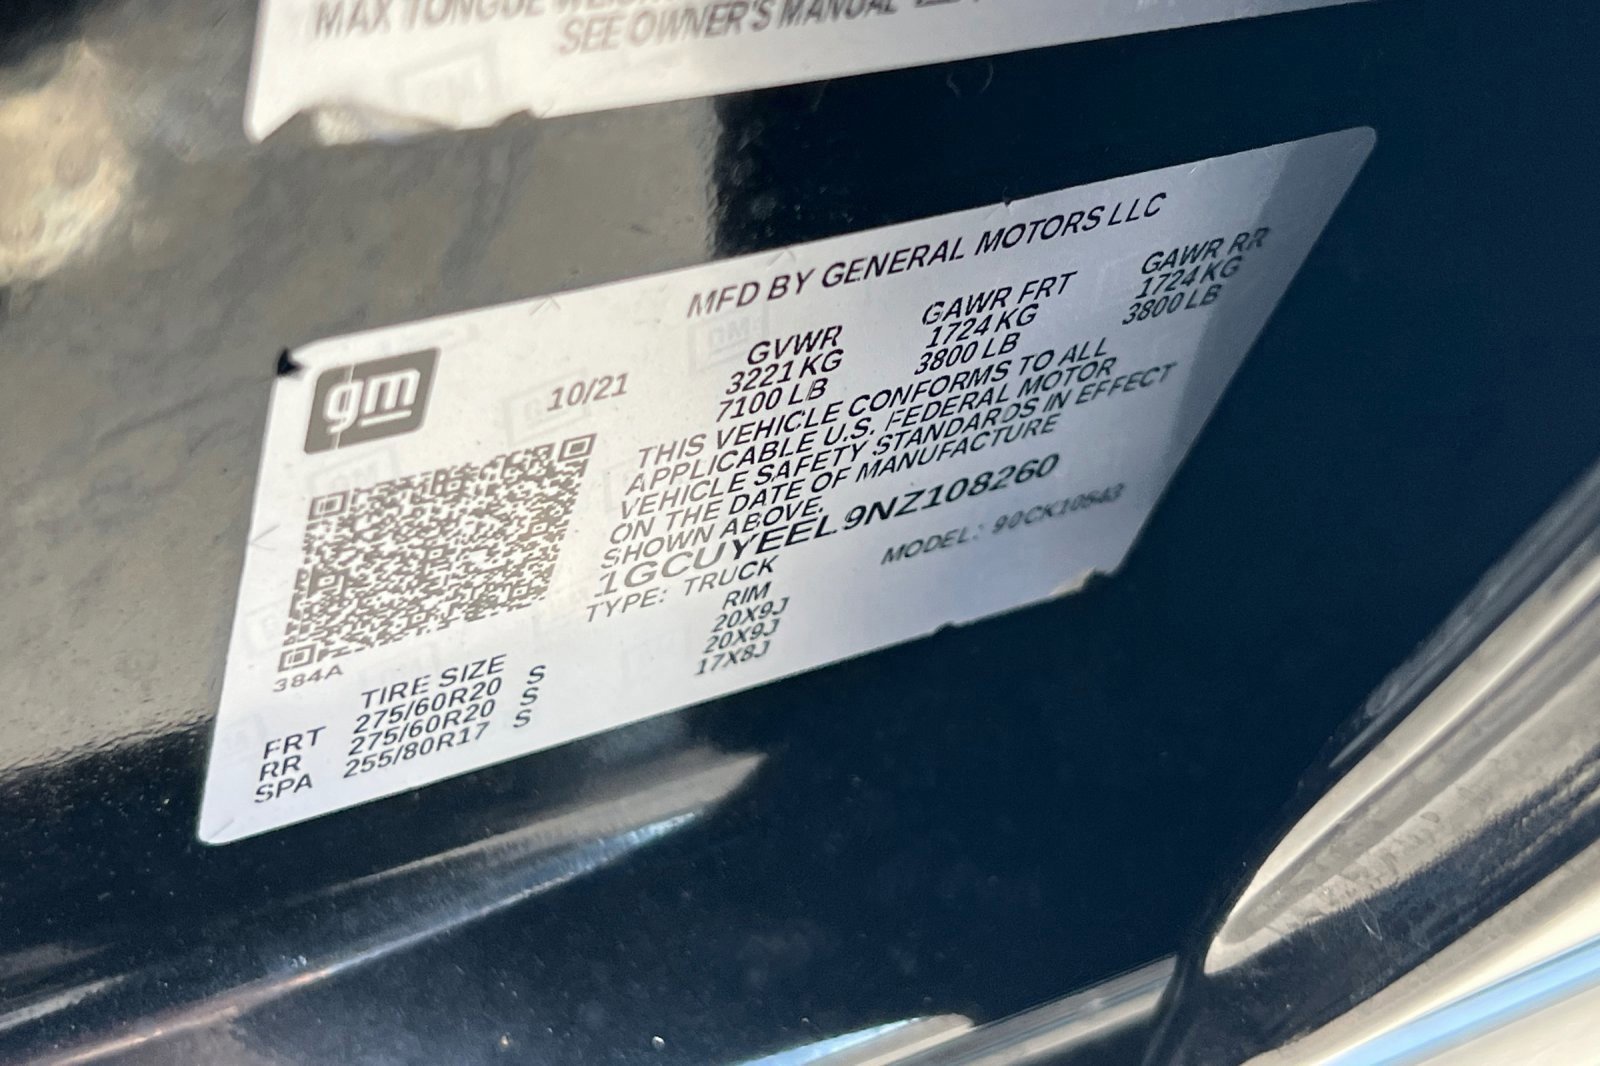 MAX TONGUE WEIGHT
SEE OWNER'S MANUAL
MFD BY GENERAL MOTORS LLC
gm
10/21
GVWR GAWR FRT GAWR RR
3221 KG 1724 KG 1724 KG
7100 LB 3800 LB 3800 LB
THIS VEHICLE CONFORMS TO ALL
APPLICABLE U.S. FEDERAL MOTOR
VEHICLE SAFETY STANDARDS IN EFFECT
ON THE DATE OF MANUFACTURE
SHOWN ABOVE.
1GCUYEEL9NZ108260
TYPE: TRUCK MODEL: 90CK10543
384A
TIRE SIZE RIM
FRT 275/60R20 S 20X9J
RR 275/60R20 S 20X9J
SPA 255/80R17 S 17X8J